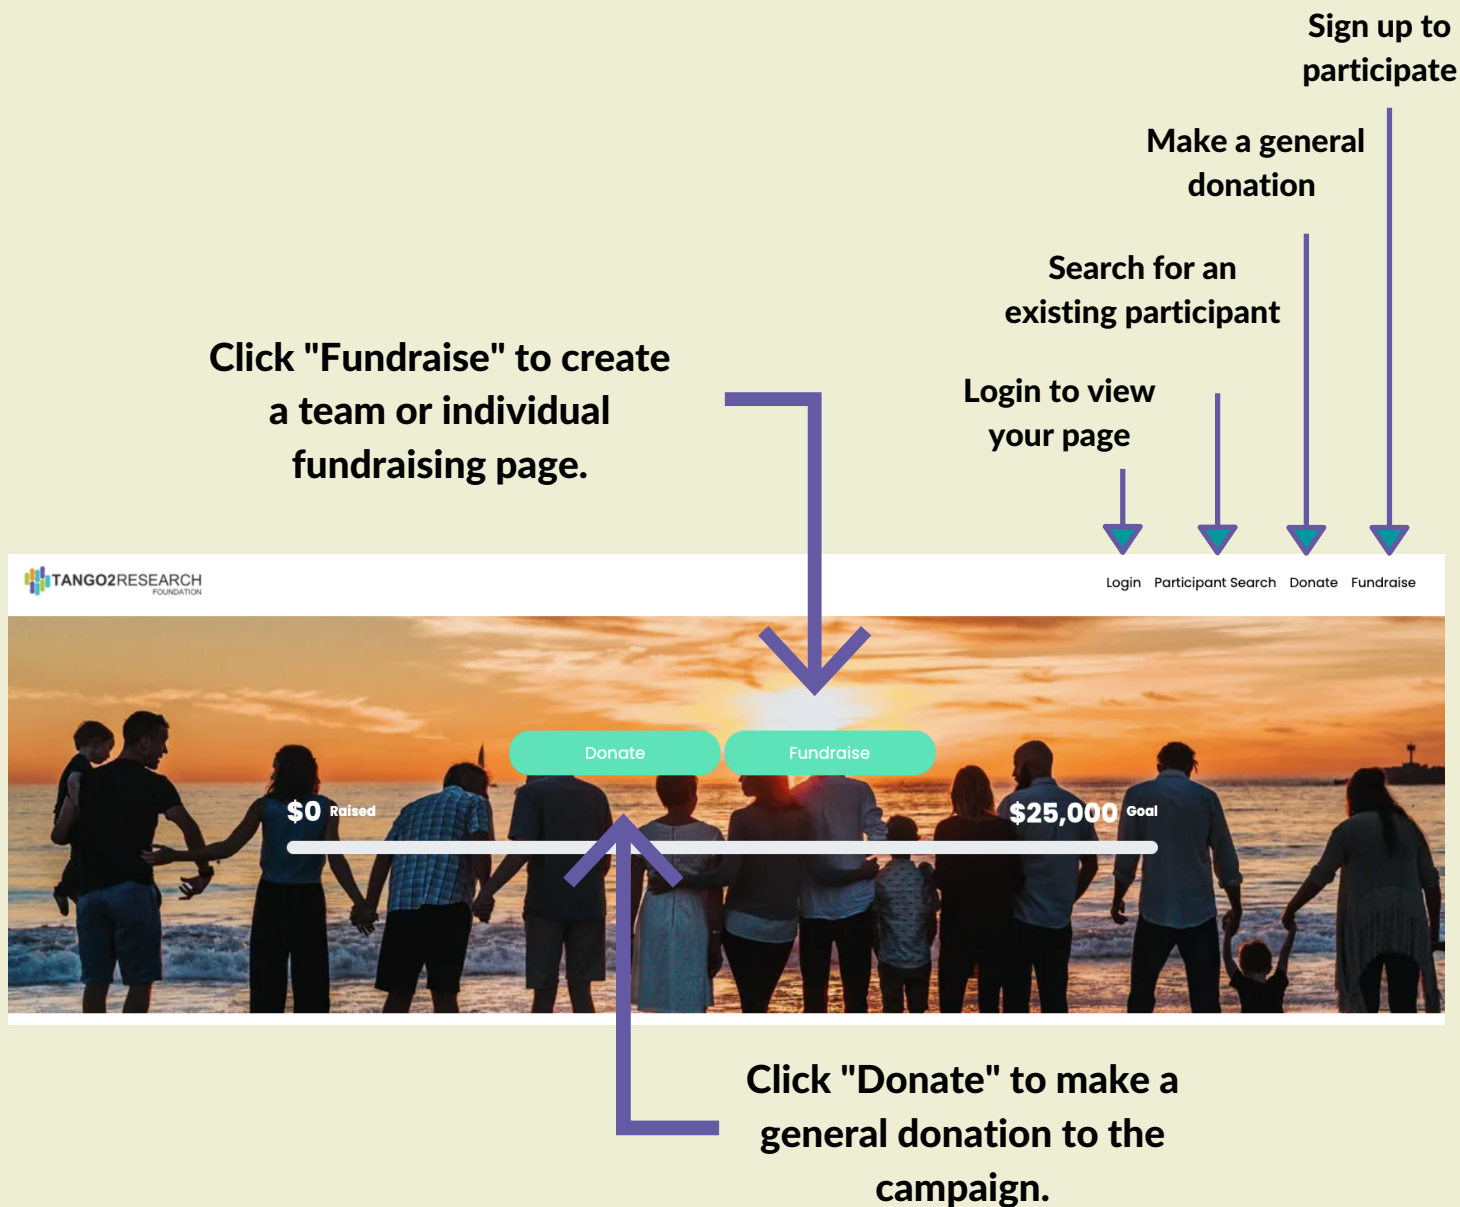 Sign up to
participate
Make a general
donation
Search for an
existing participant
Login to view
your page
Click "Fundraise" to create
a team or individual
fundraising page.
TANGO2RESEARCH
FOUNDATION
Login Participant Search Donate Fundraise
Donate Fundraise
$0 Raised $25,000 Goal
Click "Donate" to make a
general donation to the
campaign.